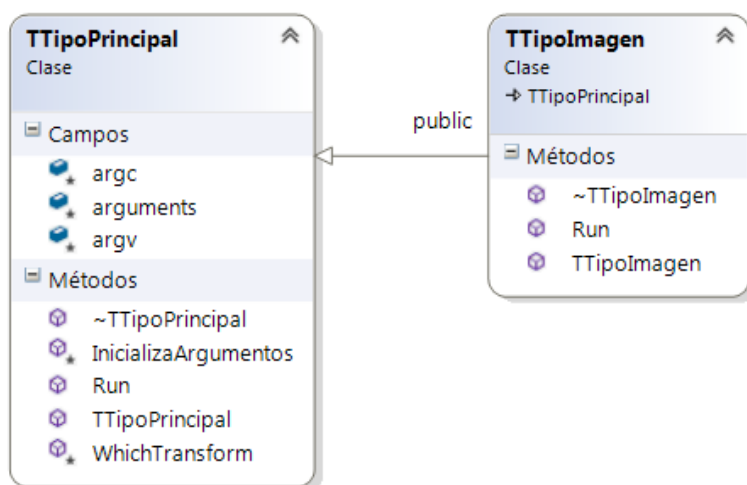 TTipoPrincipal
Clase
Campos
argc
arguments
argv
Métodos
~TTipoPrincipal
InicializaArgumentos
Run
TTipoPrincipal
WhichTransform
public
TTipoImagen
Clase
TTipoPrincipal
Métodos
~TTipoImagen
Run
TTipoImagen